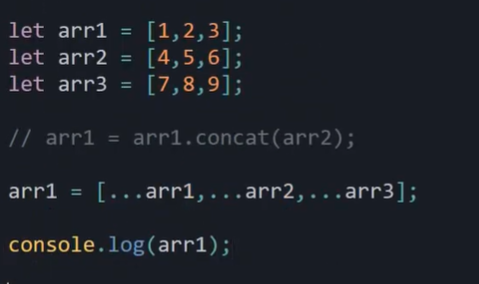 let arr1 = [1,2,3];
let arr2 = [4,5,6];
let arr3 = [7,8,9];
// arr1 = arr1.concat(arr2);
arr1 = [...arr1,...arr2,...arr3];
console.log(arr1);